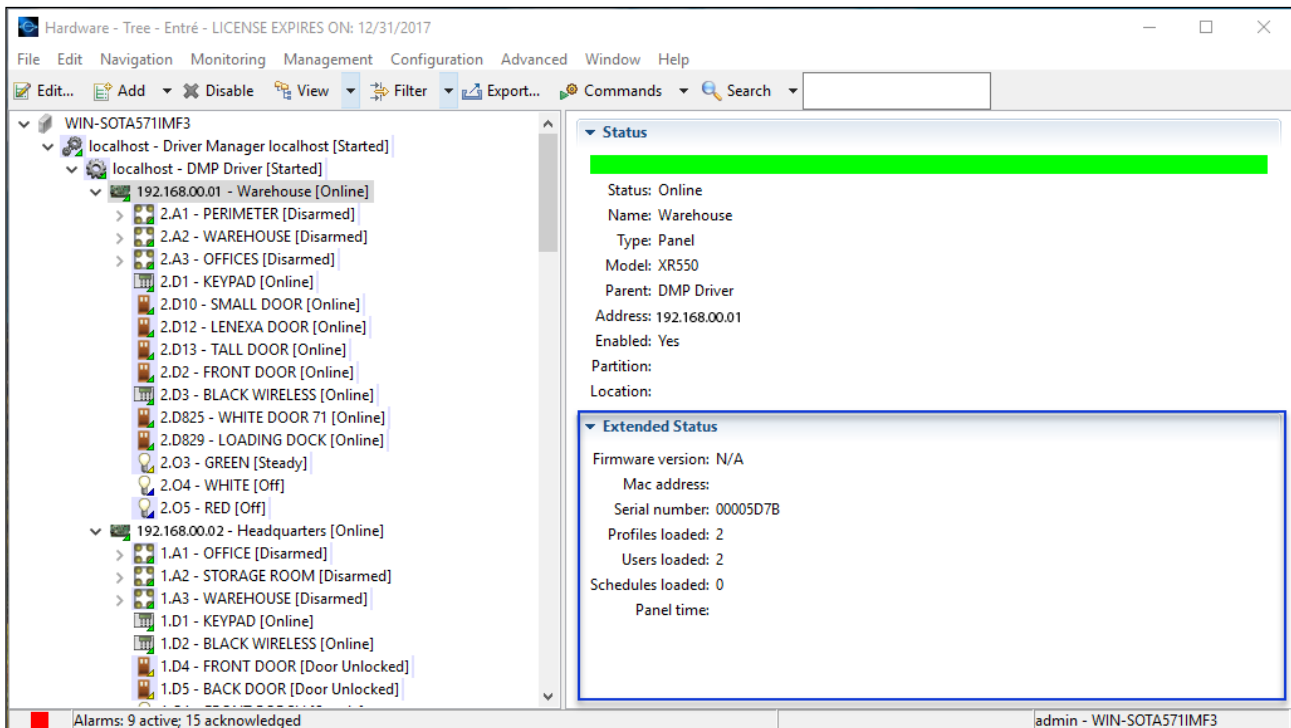 Hardware - Tree - Entré - LICENSE EXPIRES ON: 12/31/2017
File Edit Navigation Monitoring Management Configuration Advanced Window Help
Edit... Add Disable View Filter Export... Commands Search
WIN-SOTA571IMF3
localhost - Driver Manager localhost [Started]
localhost - DMP Driver [Started]
192.168.00.01 - Warehouse [Online]
2.A1 - PERIMETER [Disarmed]
2.A2 - WAREHOUSE [Disarmed]
2.A3 - OFFICES [Disarmed]
2.D1 - KEYPAD [Online]
2.D10 - SMALL DOOR [Online]
2.D12 - LENEXA DOOR [Online]
2.D13 - TALL DOOR [Online]
2.D2 - FRONT DOOR [Online]
2.D3 - BLACK WIRELESS [Online]
2.D825 - WHITE DOOR 71 [Online]
2.D829 - LOADING DOCK [Online]
2.O3 - GREEN [Steady]
2.O4 - WHITE [Off]
2.O5 - RED [Off]
192.168.00.02 - Headquarters [Online]
1.A1 - OFFICE [Disarmed]
1.A2 - STORAGE ROOM [Disarmed]
1.A3 - WAREHOUSE [Disarmed]
1.D1 - KEYPAD [Online]
1.D2 - BLACK WIRELESS [Online]
1.D4 - FRONT DOOR [Door Unlocked]
1.D5 - BACK DOOR [Door Unlocked]
Status
Status: Online
Name: Warehouse
Type: Panel
Model: XR550
Parent: DMP Driver
Address: 192.168.00.01
Enabled: Yes
Partition:
Location:
Extended Status
Firmware version: N/A
Mac address:
Serial number: 00005D7B
Profiles loaded: 2
Users loaded: 2
Schedules loaded: 0
Panel time:
Alarms: 9 active; 15 acknowledged
admin - WIN-SOTA571IMF3